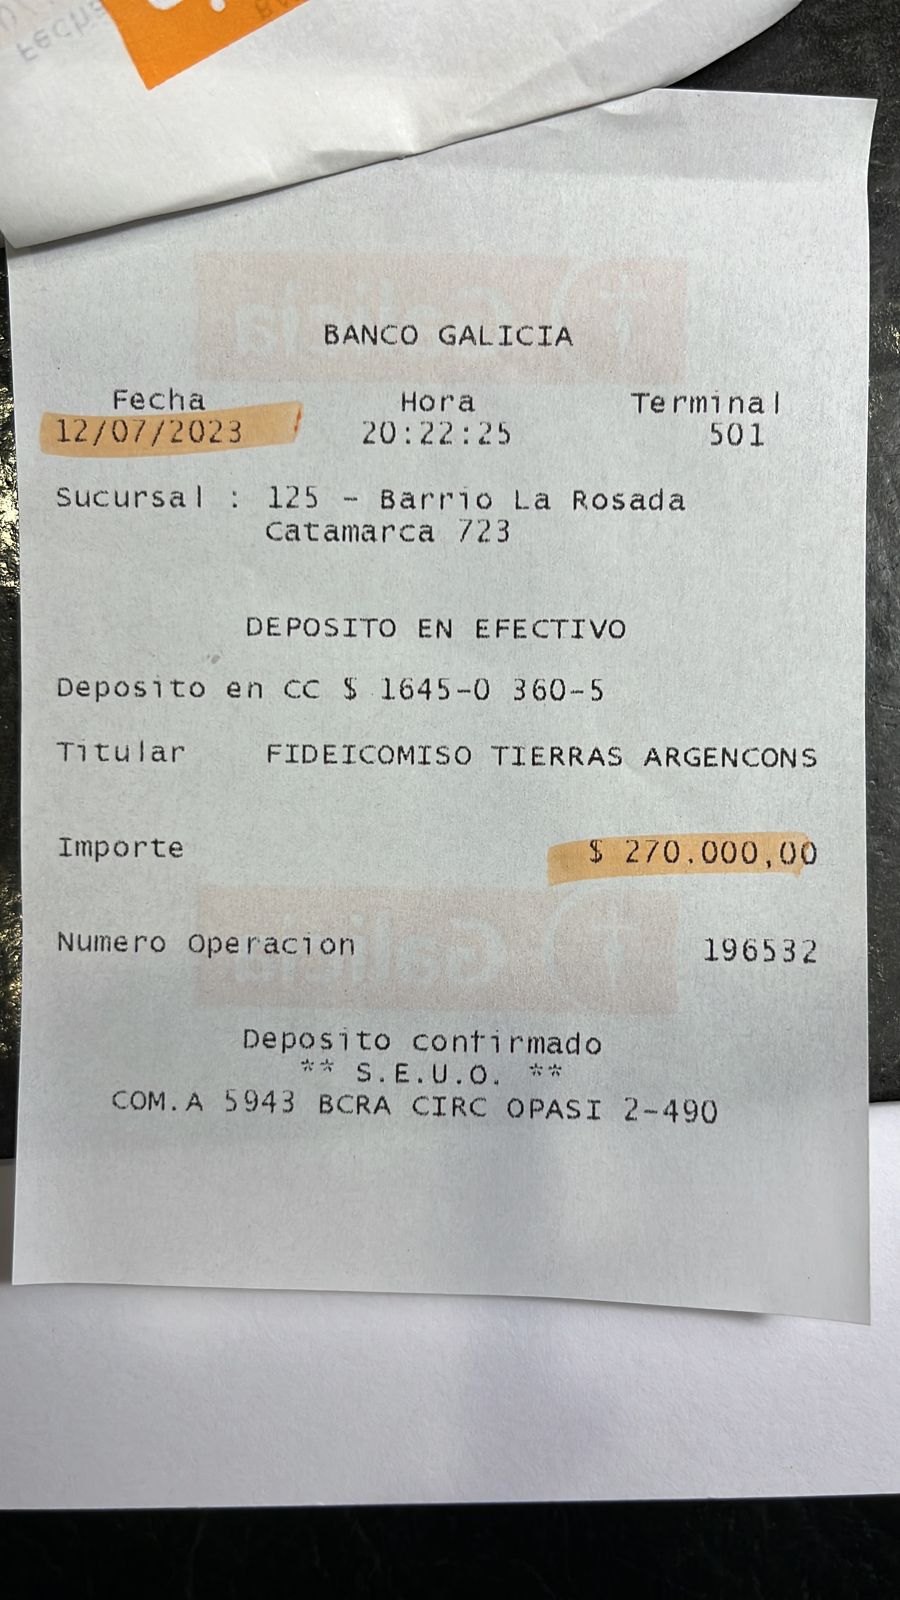 Fecha
BANCO GALICIA
Fecha Hora Terminal
12/07/2023 20:22:25 501
Sucursal : 125 - Barrio La Rosada
Catamarca 723
DEPOSITO EN EFECTIVO
Deposito en CC $ 1645-0 360-5
Titular FIDEICOMISO TIERRAS ARGENCONS
Importe $ 270.000,00
Galicia
Numero Operacion 196532
Deposito confirmado
** S.E.U.O. **
COM.A 5943 BCRA CIRC OPASI 2-490